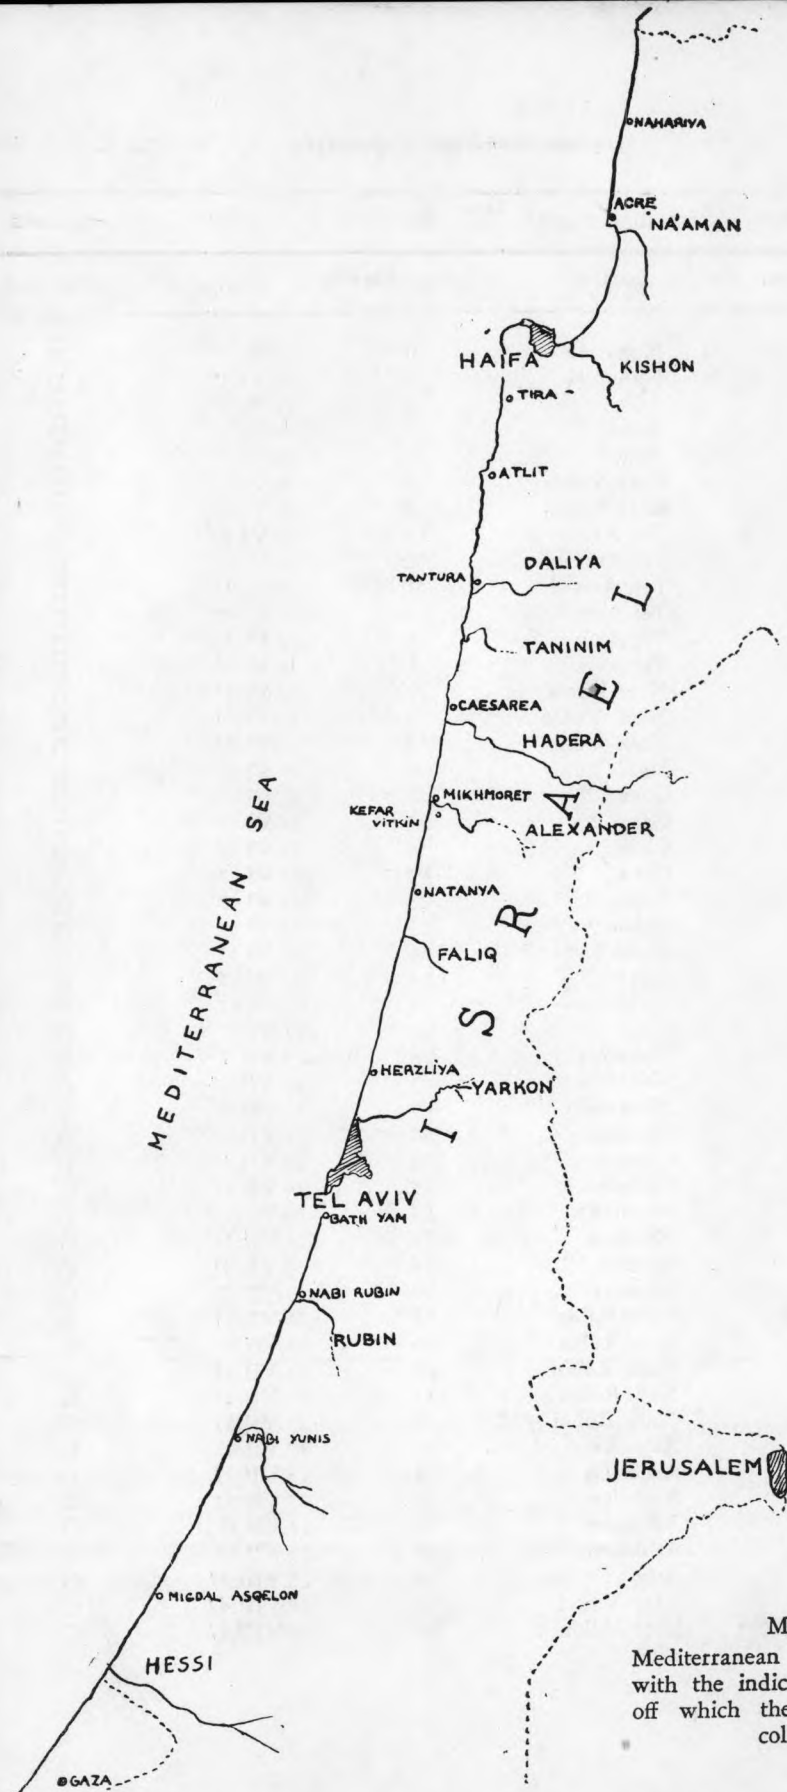 NAHARIYA
ACRE
NA'AMAN
HAIFA
KISHON
TIRA
ATLIT
DALIYA
TANTURA
TANINIM
CAESAREA
HADERA
MIKHMORET
KEFAR
VITKIN
ALEXANDER
NATANYA
FALIQ
MEDITERRANEAN SEA
ISRAEL
HERZLIYA
YARKON
TEL AVIV
BATH YAM
NABI RUBIN
RUBIN
NABI YUNIS
JERUSALEM
MIGDAL ASQELON
HESSI
GAZA
M
Mediterranean
with the indic
off which the
col